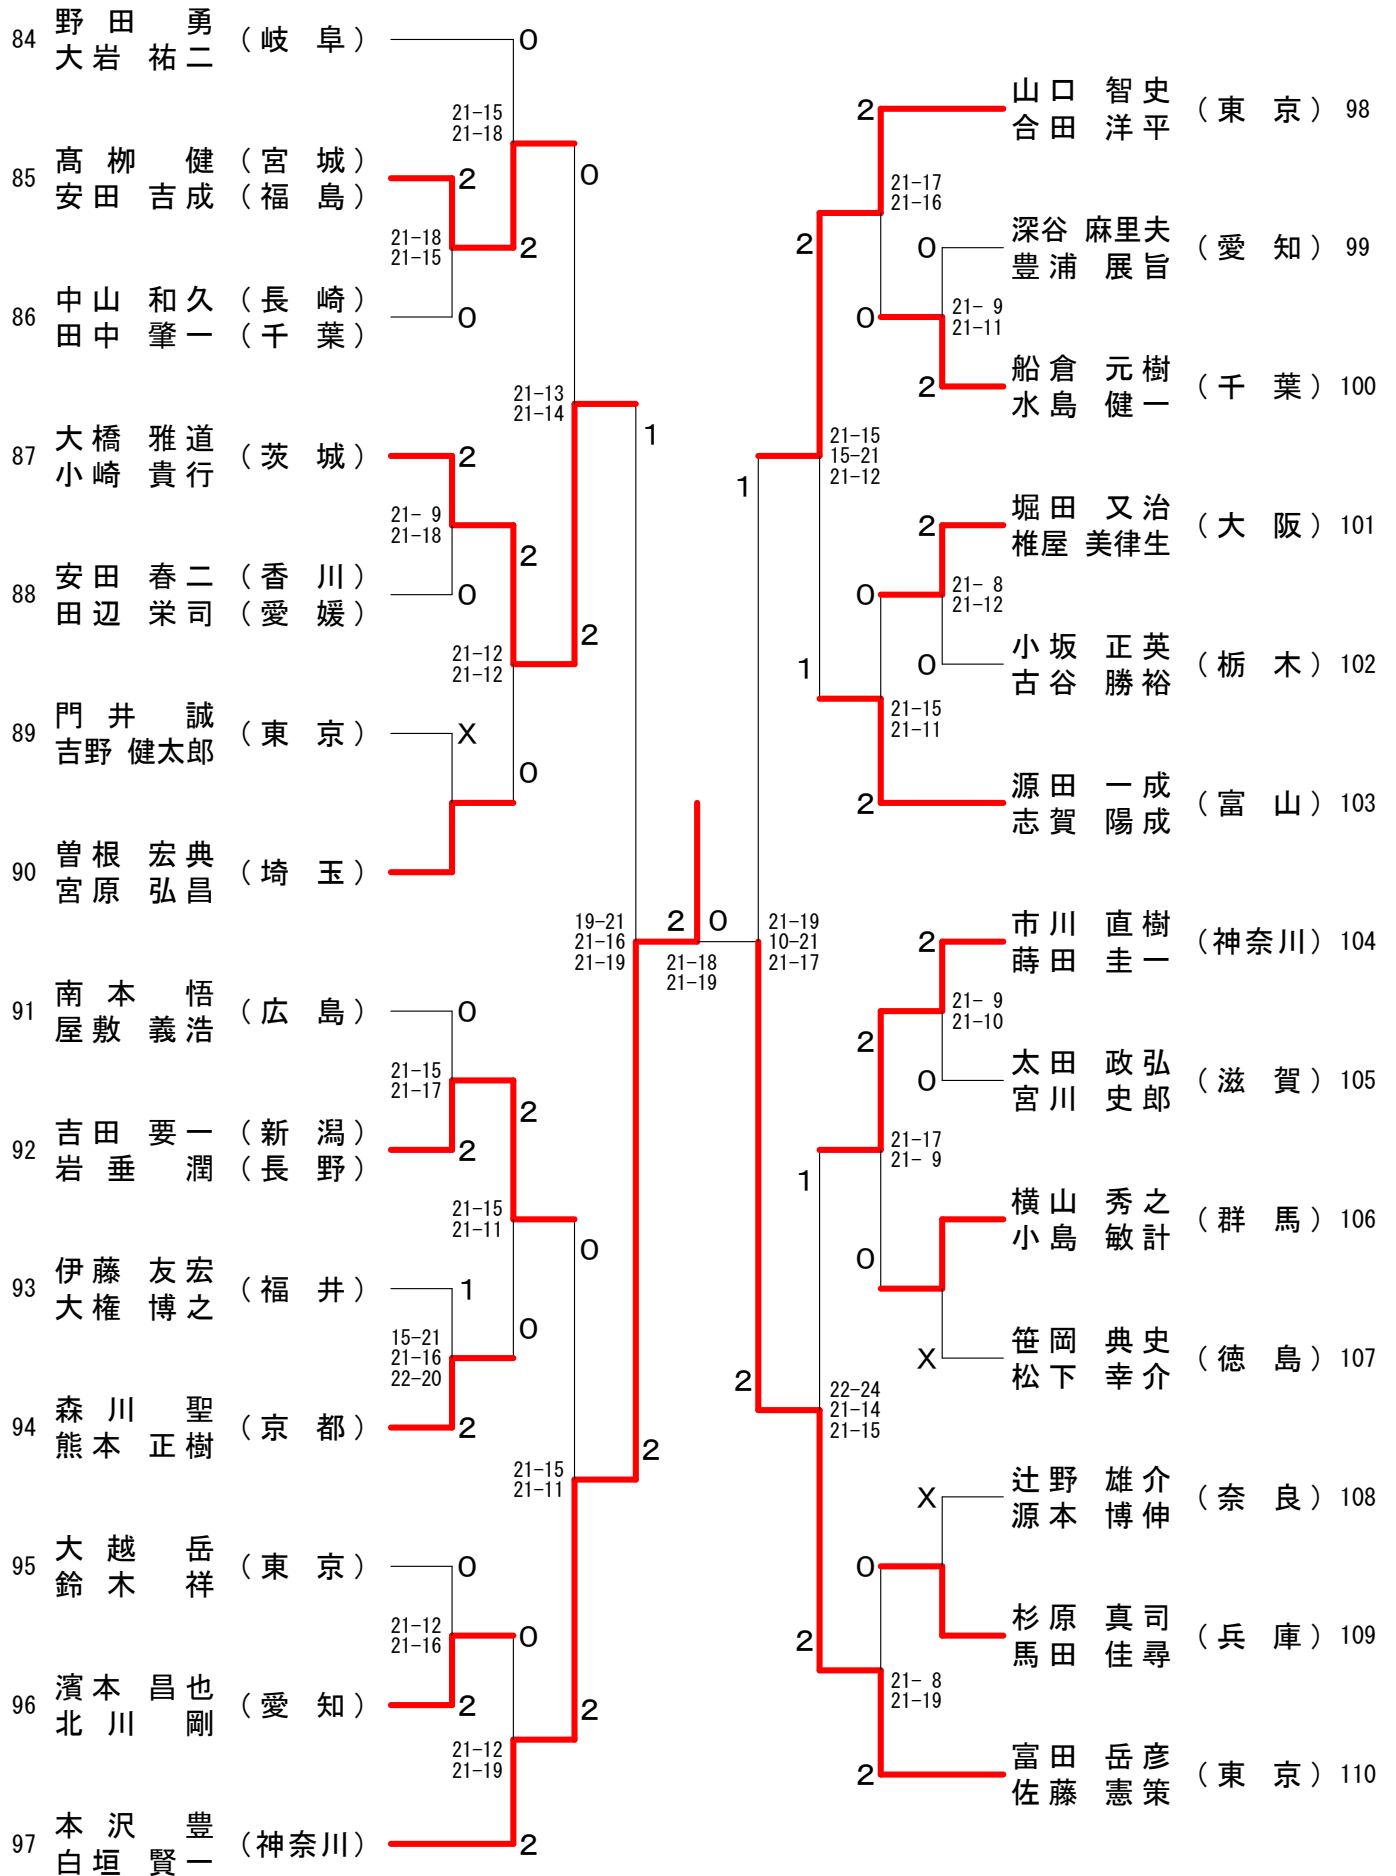 84 野田 勇 (岐阜) 0
大岩 祐二
21-15
21-18
0
85 髙栁 健 (宮城) 2
安田 吉成 (福島)
21-18
21-15
2
86 中山 和久 (長崎) 0
田中 肇一 (千葉)
21-13
21-14
1
87 大橋 雅道 (茨城) 2
小崎 貴行
21- 9
21-18
2
88 安田 春二 (香川) 0
田辺 栄司 (愛媛)
2
21-12
21-12
89 門井 誠 (東京) X
吉野 健太郎
0
90 曽根 宏典 (埼玉)
宮原 弘昌
19-21
21-16
21-19
2 0
21-18
21-19
91 南本 悟 (広島) 0
屋敷 義浩
21-15
21-17
2
92 吉田 要一 (新潟) 2
岩垂 潤 (長野)
21-15
21-11
0
93 伊藤 友宏 (福井) 1
大権 博之
15-21
21-16
22-20
0
94 森川 聖 (京都) 2
熊本 正樹
21-15
21-11
2
95 大越 岳 (東京) 0
鈴木 祥
21-12
21-16
0
96 濱本 昌也 (愛知) 2
北川 剛
2
21-12
21-19
97 本沢 豊 (神奈川) 2
白垣 賢一
2 山口 智史 (東京) 98
合田 洋平
21-17
21-16
2
0 深谷 麻里夫 (愛知) 99
豊浦 展旨
0
21- 9
21-11
2 船倉 元樹 (千葉) 100
水島 健一
1
21-15
15-21
21-12
2 堀田 又治 (大阪) 101
椎屋 美律生
0
21- 8
21-12
0 小坂 正英 (栃木) 102
古谷 勝裕
1
21-15
21-11
2 源田 一成 (富山) 103
志賀 陽成
21-19
10-21
21-17
2 市川 直樹 (神奈川) 104
蒔田 圭一
2
21- 9
21-10
0 太田 政弘 (滋賀) 105
宮川 史郎
1
21-17
21- 9
横山 秀之 (群馬) 106
小島 敏計
0
X 笹岡 典史 (徳島) 107
松下 幸介
2
22-24
21-14
21-15
X 辻野 雄介 (奈良) 108
源本 博伸
0
杉原 真司 (兵庫) 109
馬田 佳尋
2
21- 8
21-19
2 富田 岳彦 (東京) 110
佐藤 憲策